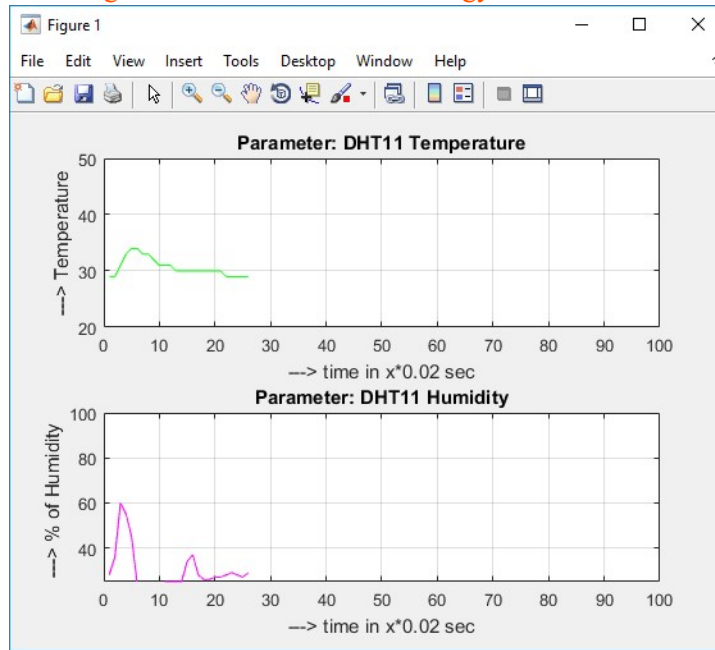 Figure 1
File Edit View Insert Tools Desktop Window Help
Parameter: DHT11 Temperature
50
40
30
20
---> Temperature
0 10 20 30 40 50 60 70 80 90 100
---> time in x*0.02 sec
Parameter: DHT11 Humidity
100
80
60
40
---> % of Humidity
0 10 20 30 40 50 60 70 80 90 100
---> time in x*0.02 sec